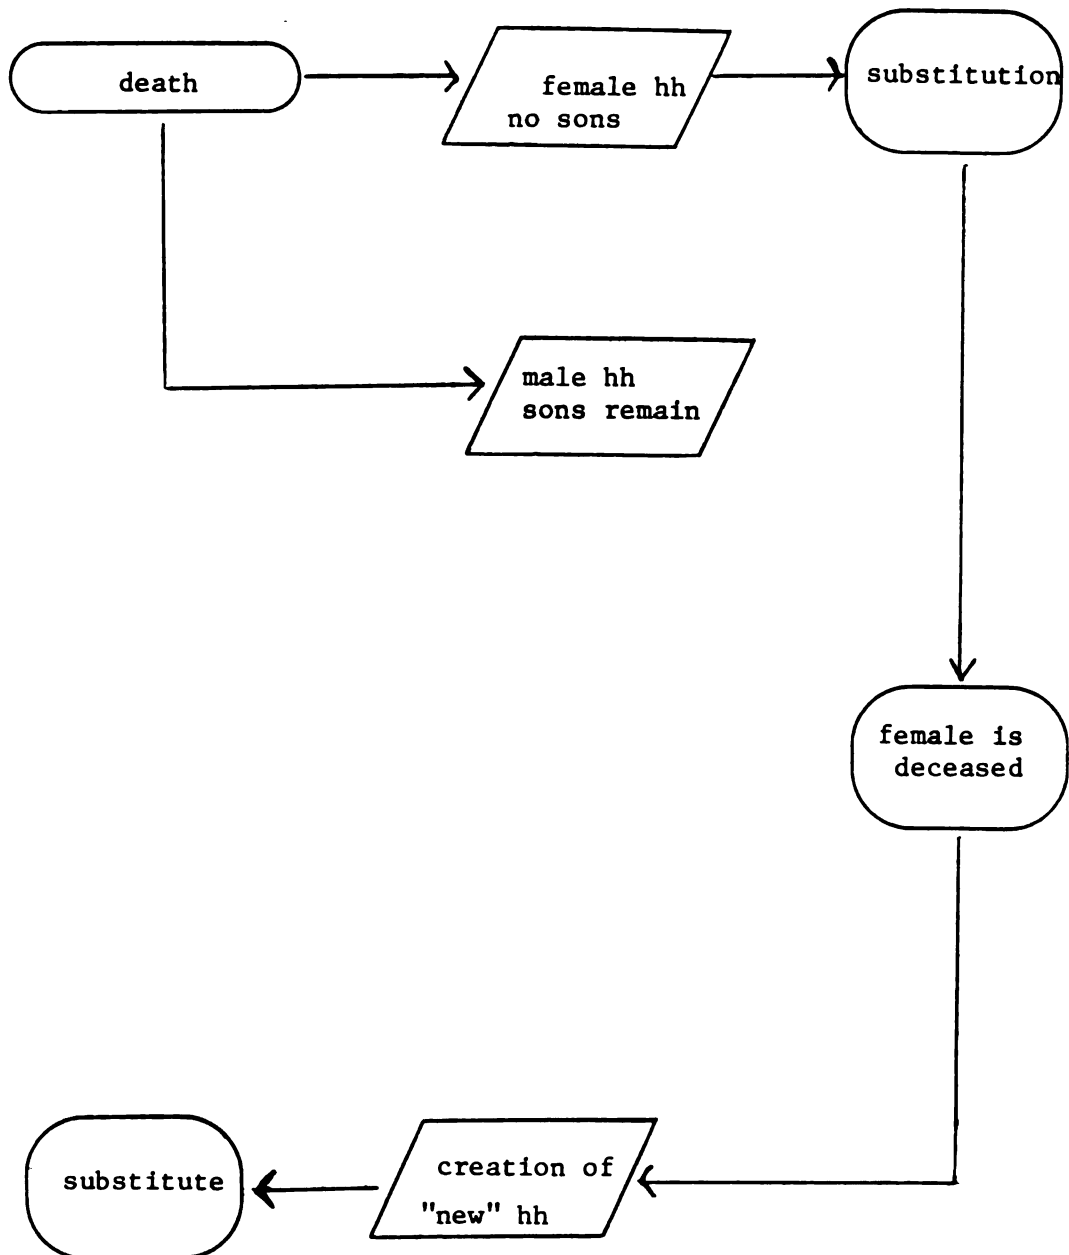 death
female hh
no sons
substitution
male hh
sons remain
female is
deceased
creation of
"new" hh
substitute